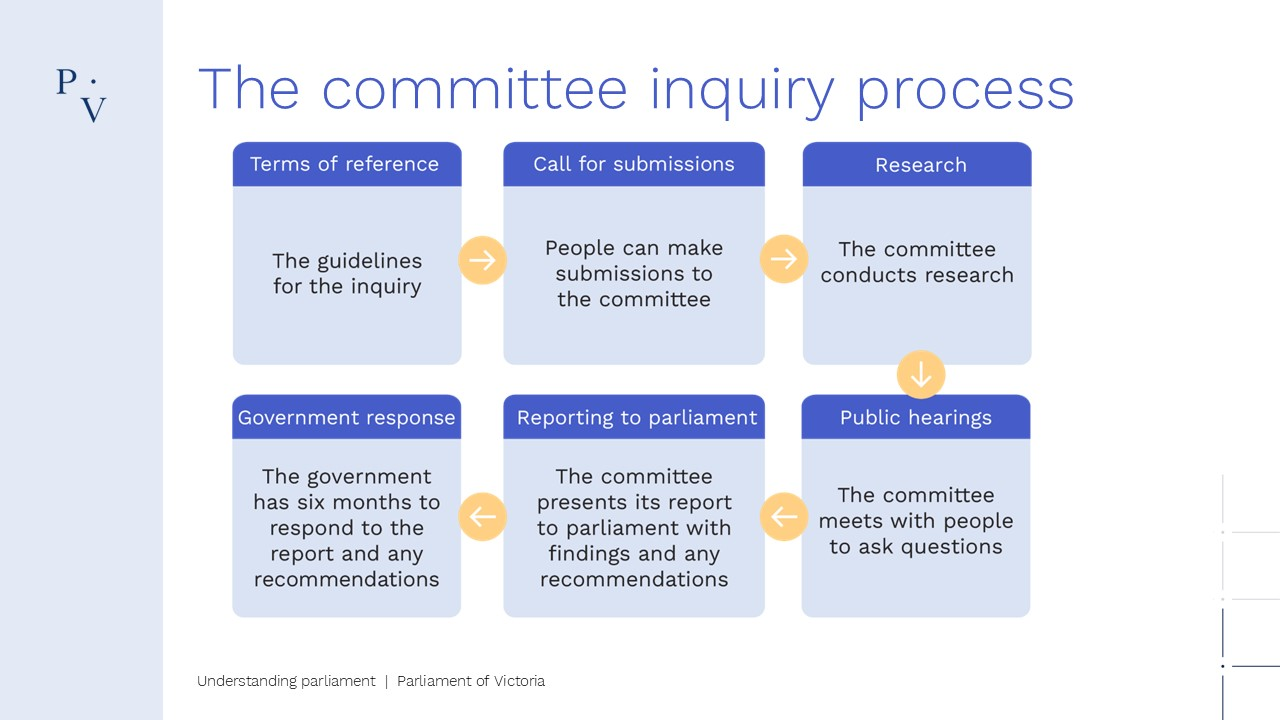 P .
V
The committee inquiry process
Terms of reference
The guidelines
for the inquiry
Call for submissions
People can make
submissions to
the committee
Research
The committee
conducts research
Public hearings
The committee
meets with people
to ask questions
Reporting to parliament
The committee
presents its report
to parliament with
findings and any
recommendations
Government response
The government
has six months to
respond to the
report and any
recommendations
Understanding parliament | Parliament of Victoria